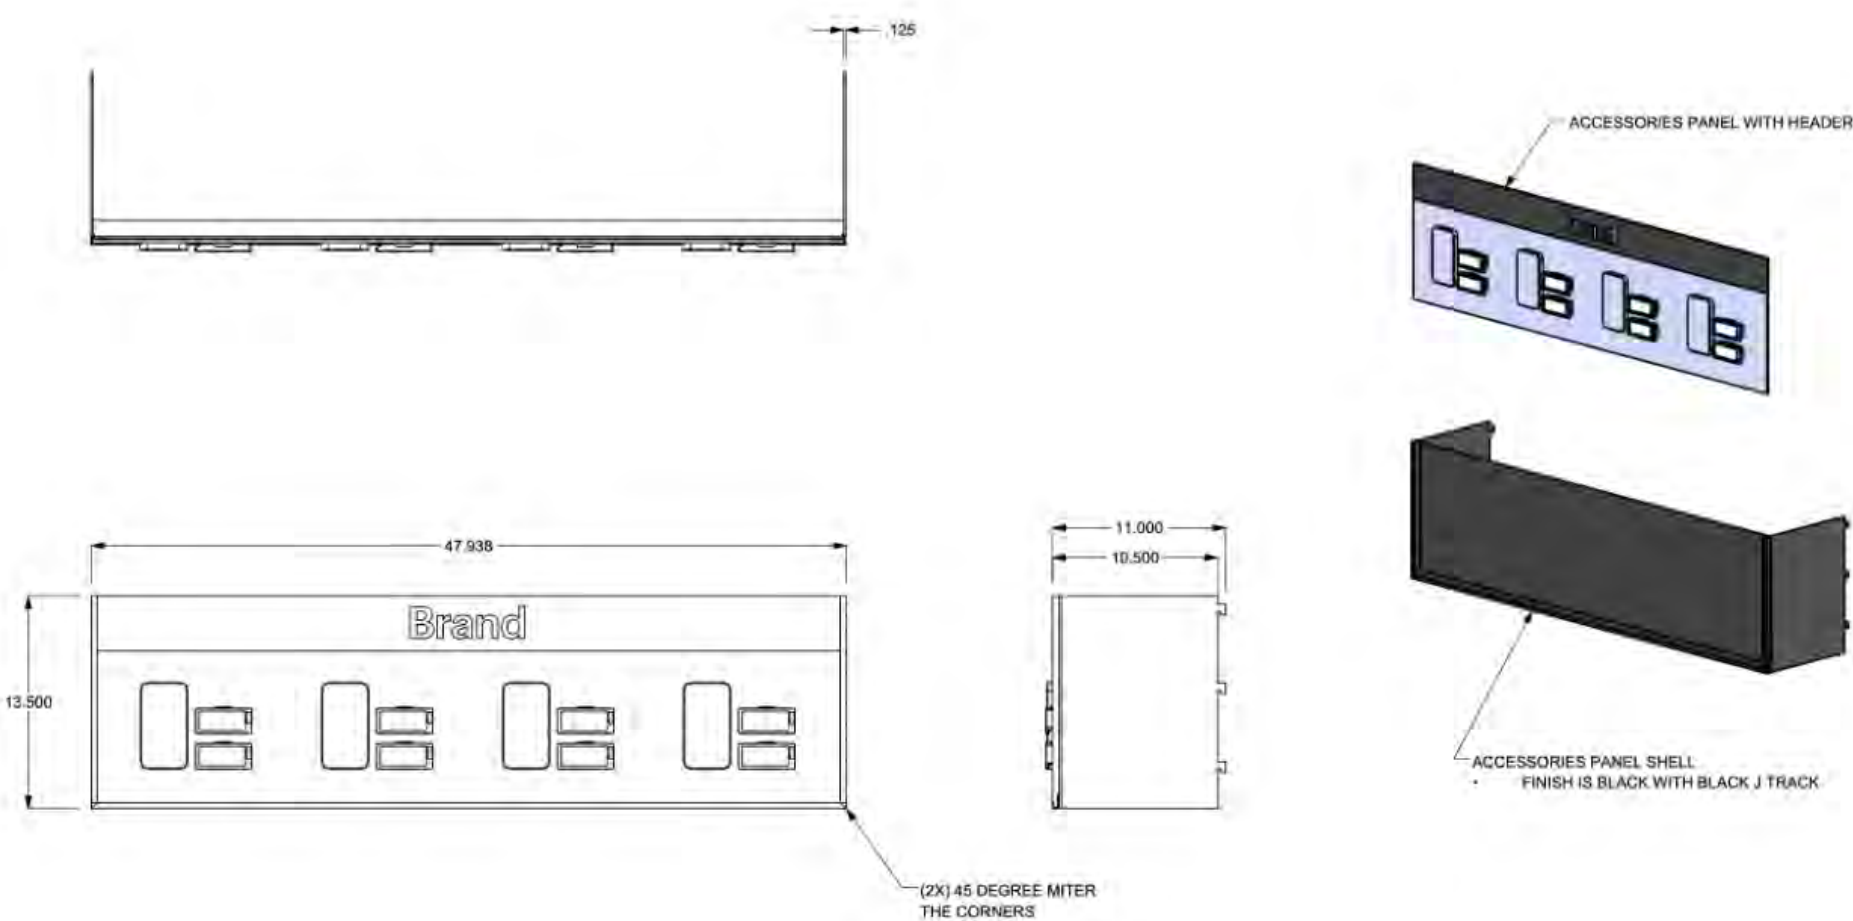 .125
ACCESSORIES PANEL WITH HEADER
47.938
11.000
10.500
Brand
13.500
ACCESSORIES PANEL SHELL
· FINISH IS BLACK WITH BLACK J TRACK
(2X) 45 DEGREE MITER
THE CORNERS